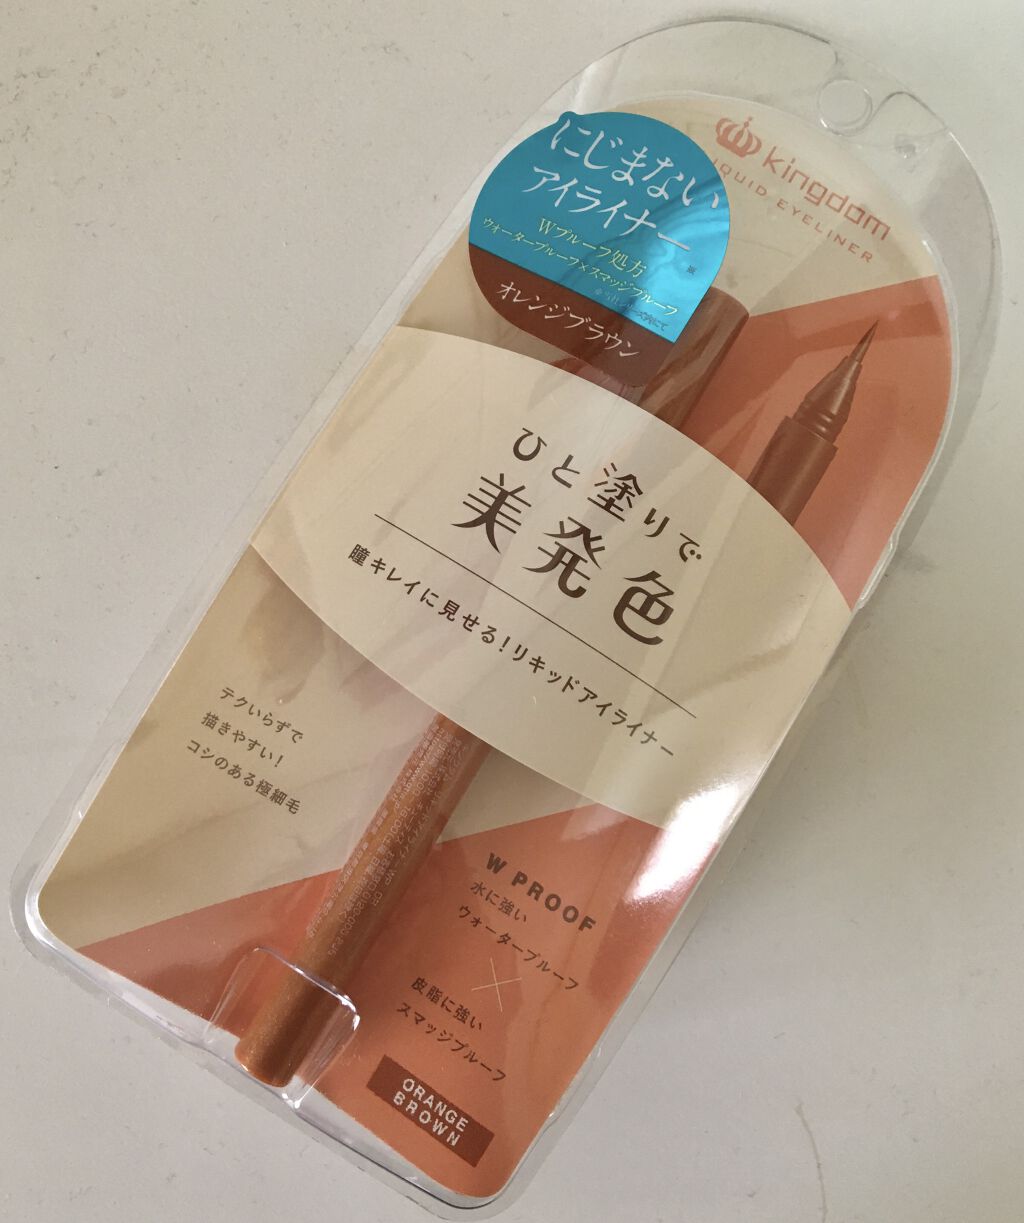 kingdom
LIQUID EYELINER
にじまない
アイライナー
Wプルーフ処方
ウォータープルーフ×スマッジプルーフ
オレンジブラウン
ひと塗りで
美発色
瞳キレイに見せる!リキッドアイライナー
テクいらずで
描きやすい!
コシのある極細毛
W PROOF
水に強い
ウォータープルーフ
×
皮脂に強い
スマッジプルーフ
ORANGE
BROWN